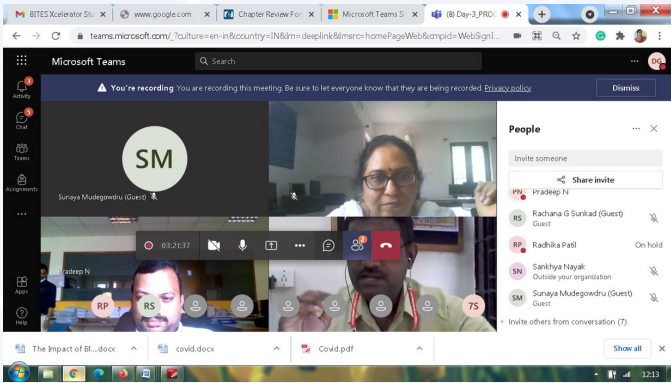 M BITES Xcelerator Stu
www.google.com
Chapter Review Form
Microsoft Teams Si
(8) Day-3_PROC
teams.microsoft.com/_?culture=en-in&country=IN&lm=deeplink&lmsrc=homePageWeb&cmpid=WebSignI...
Microsoft Teams
Search
DG
You're recording You are recording this meeting. Be sure to let everyone know that they are being recorded. Privacy policy
Dismiss
Activity
Chat
Teams
Assignments
Apps
Help
SM
Sunaya Mudegowdru (Guest)
03:21:37
Pradeep N
RP
RS
7S
People
Invite someone
Share invite
PN Pradeep N
RS Rachana G Sunkad (Guest)
Guest
RP Radhika Patil On hold
SN Sankhya Nayak
Outside your organization
SM Sunaya Mudegowdru (Guest)
Guest
Invite others from conversation (7)
The Impact of Bl....docx
covid.docx
Covid.pdf
Show all
12:13